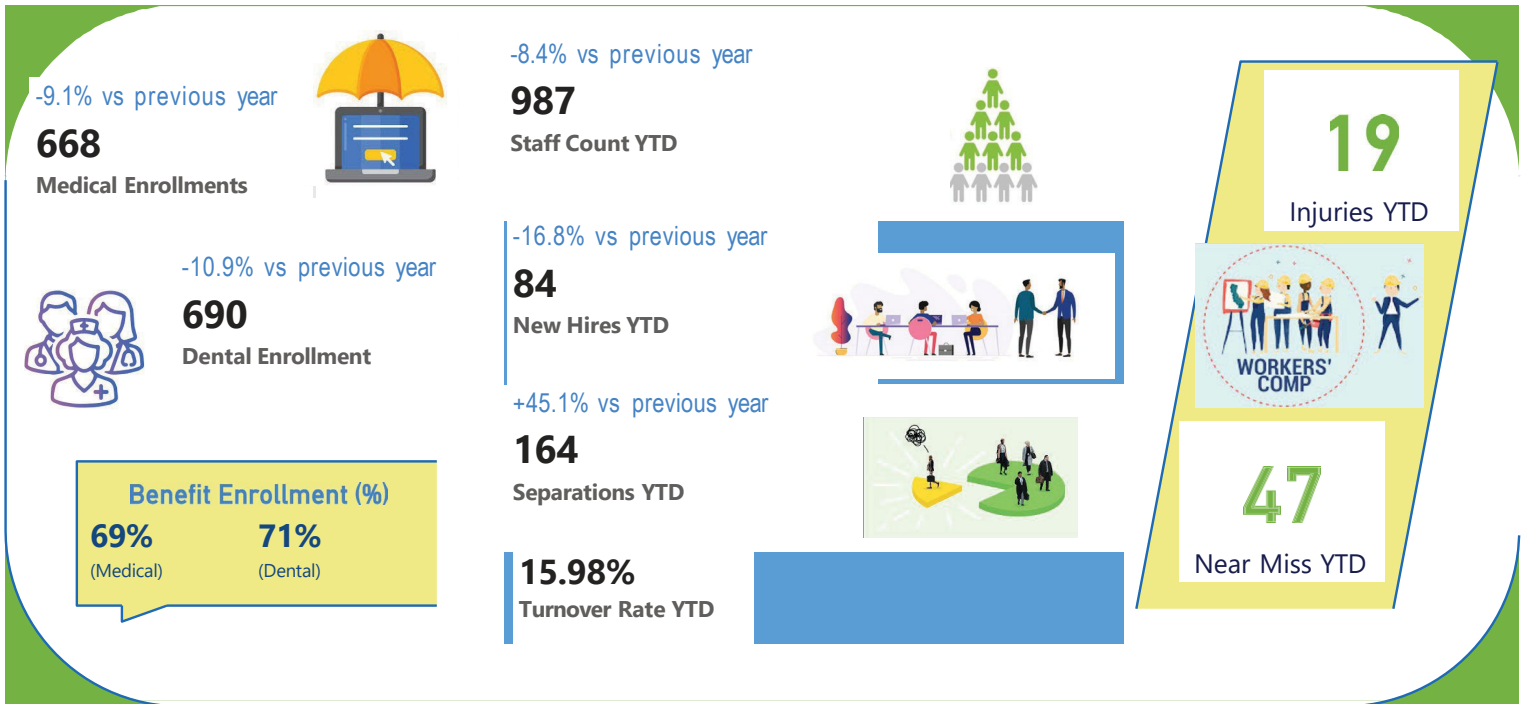 -9.1% vs previous year
668
Medical Enrollments
-10.9% vs previous year
690
Dental Enrollment
Benefit Enrollment (%)
69% 71%
(Medical) (Dental)
-8.4% vs previous year
987
Staff Count YTD
-16.8% vs previous year
84
New Hires YTD
+45.1% vs previous year
164
Separations YTD
15.98%
Turnover Rate YTD
19
Injuries YTD
WORKERS'
COMP
47
Near Miss YTD